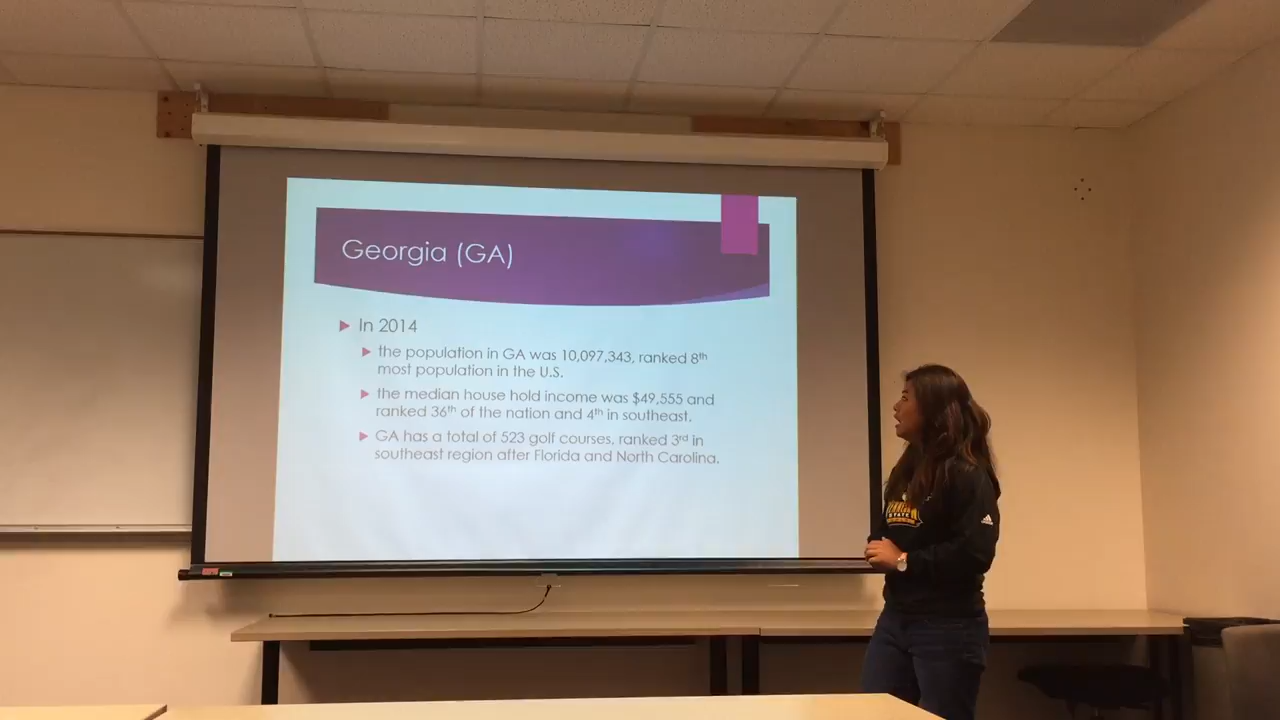 Georgia (GA)
In 2014
the population in GA was 10,097,343, ranked 8th
most population in the U.S.
the median house hold income was $49,555 and
ranked 36th of the nation and 4th in southeast.
GA has a total of 523 golf courses, ranked 3rd in
southeast region after Florida and North Carolina.
STATE